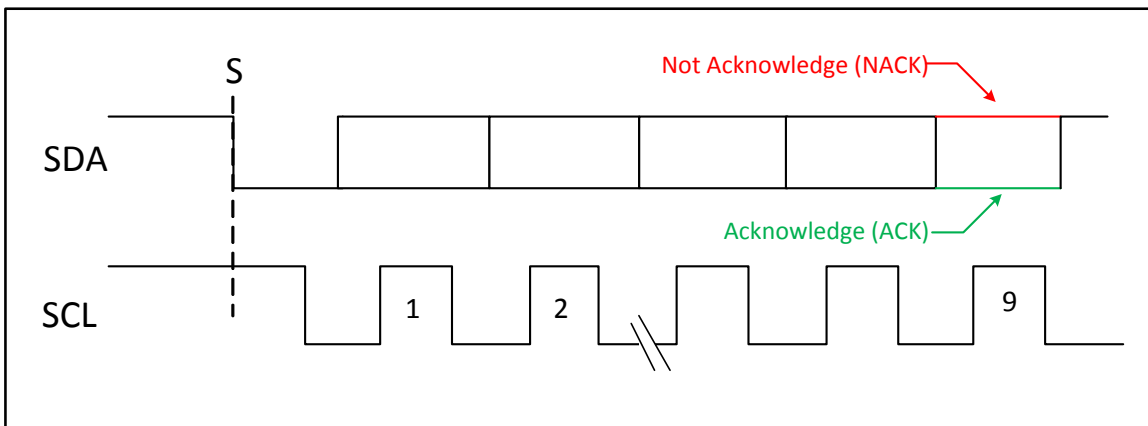 Not Acknowledge (NACK)
S
SDA
Acknowledge (ACK)
SCL
1
2
9